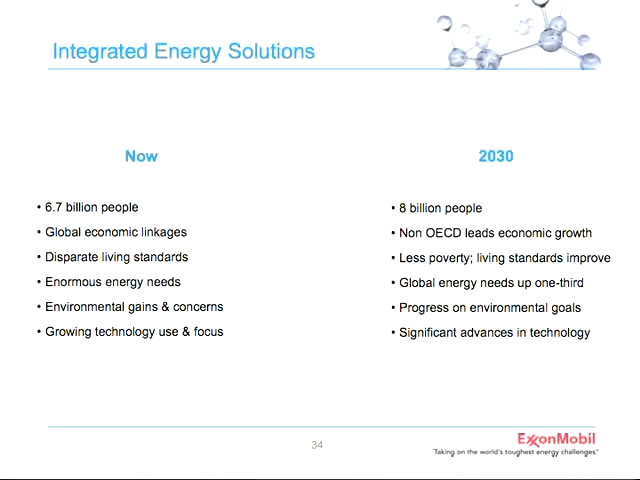 Integrated Energy Solutions
Now
• 6.7 billion people
• Global economic linkages
• Disparate living standards
• Enormous energy needs
• Environmental gains & concerns
• Growing technology use & focus
2030
• 8 billion people
• Non OECD leads economic growth
• Less poverty; living standards improve
• Global energy needs up one-third
• Progress on environmental goals
• Significant advances in technology
34
ExxonMobil
Taking on the world's toughest energy challenges.™